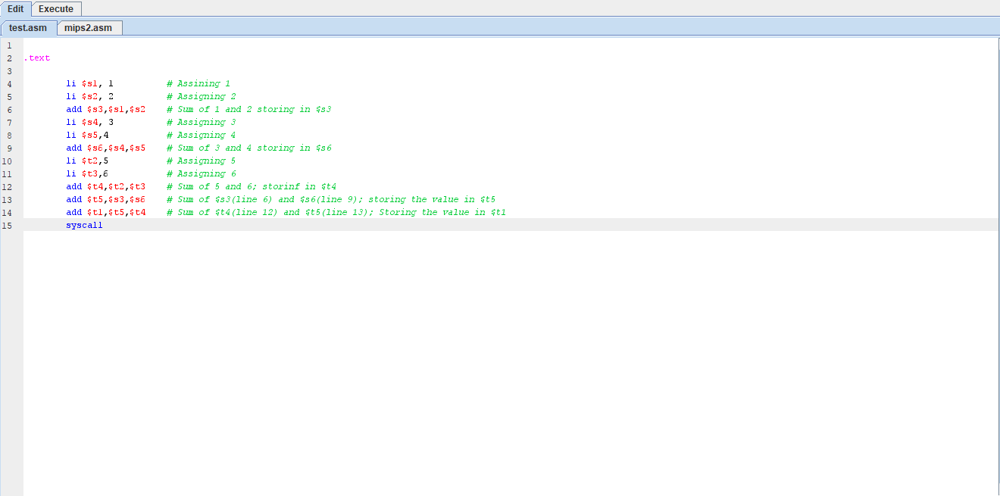 Edit Execute
test.asm mips2.asm
1
2 .text
3
4 li $s1, 1 # Assining 1
5 li $s2, 2 # Assigning 2
6 add $s3,$s1,$s2 # Sum of 1 and 2 storing in $s3
7 li $s4, 3 # Assigning 3
8 li $s5,4 # Assigning 4
9 add $s6,$s4,$s5 # Sum of 3 and 4 storing in $s6
10 li $t2,5 # Assigning 5
11 li $t3,6 # Assigning 6
12 add $t4,$t2,$t3 # Sum of 5 and 6; storinf in $t4
13 add $t5,$s3,$s6 # Sum of $s3(line 6) and $s6(line 9); storing the value in $t5
14 add $t1,$t5,$t4 # Sum of $t4(line 12) and $t5(line 13); Storing the value in $t1
15 syscall